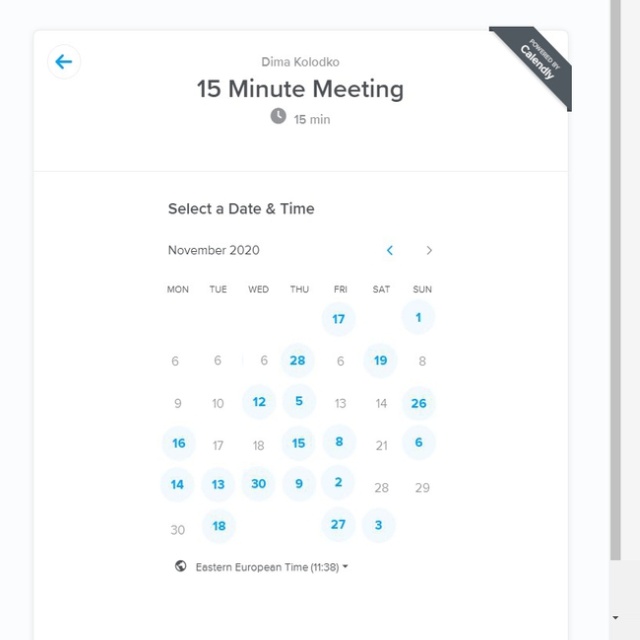 POWERED BY
Calendly
Dima Kolodko
15 Minute Meeting
15 min
Select a Date & Time
November 2020
MON TUE WED THU FRI SAT SUN
17 1
6 6 6 28 6 19 8
9 10 12 5 13 14 26
16 17 18 15 8 21 6
14 13 30 9 2 28 29
30 18 27 3
Eastern European Time (11:38)